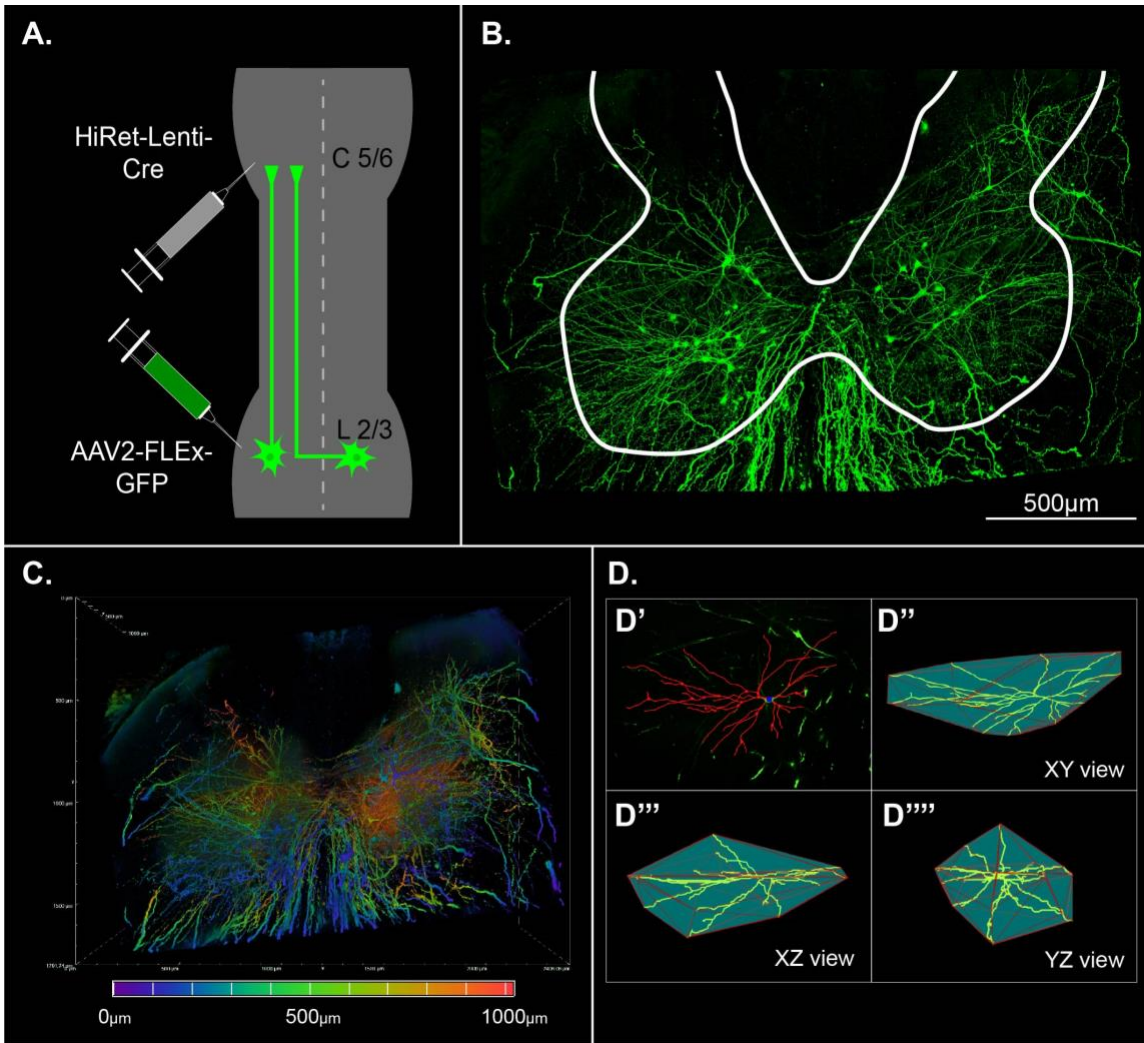 A.
HiRet-Lenti-
Cre
C 5/6
L 2/3
AAV2-FLEx-
GFP
B.
500µm
C.
0µm
500µm
1000µm
D.
D'
D''
XY view
D'''
XZ view
D''''
YZ view